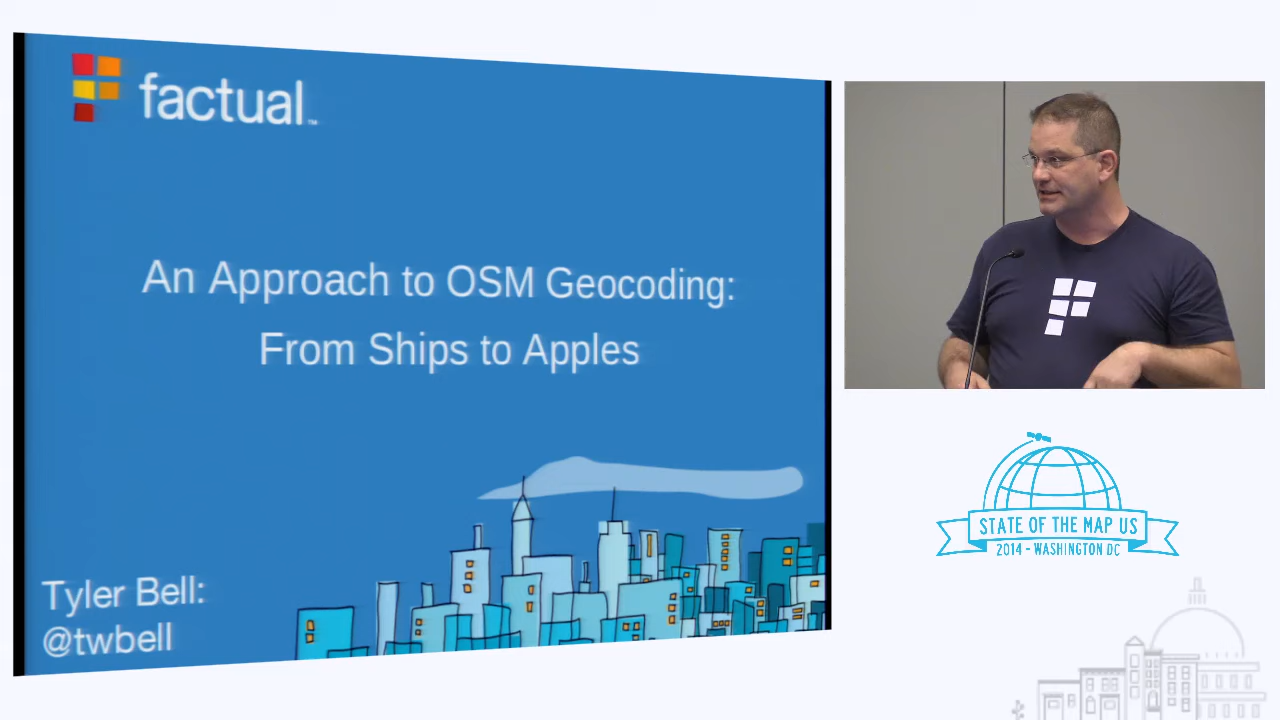 factual™
An Approach to OSM Geocoding:
From Ships to Apples
Tyler Bell:
@twbell
STATE OF THE MAP US
2014 - WASHINGTON DC